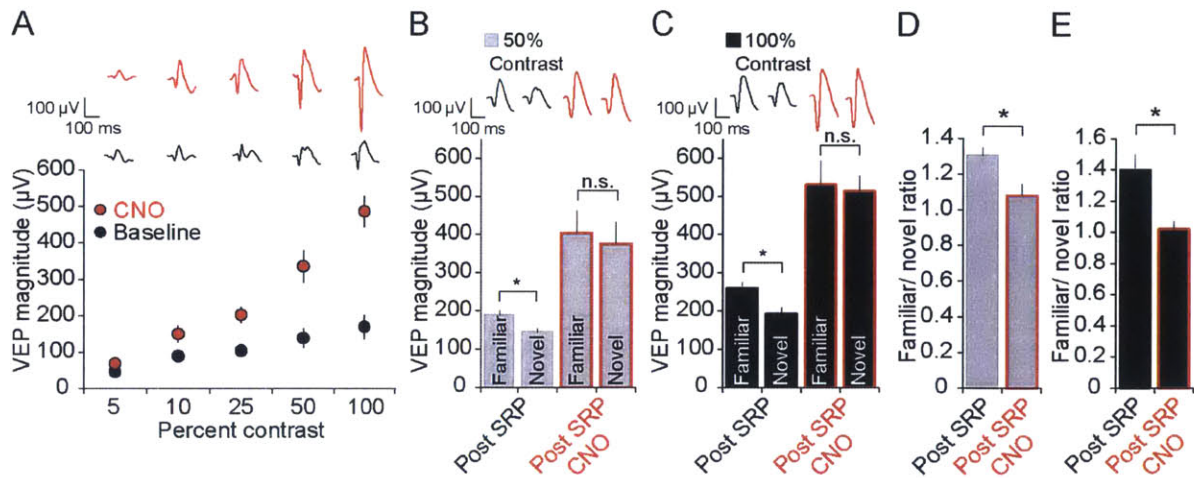 A
100 µV
100 ms
VEP magnitude (µV)
600
500
400
300
200
100
0
CNO
Baseline
5 10 25 50 100
Percent contrast
B
50%
Contrast
100 µV
100 ms
VEP magnitude (µV)
600
500
400
300
200
100
0
*
n.s.
Familiar
Novel
Post SRP
Post SRP
CNO
C
100%
Contrast
100 µV
100 ms
VEP magnitude (µV)
600
500
400
300
200
100
0
*
n.s.
Familiar
Novel
Familiar
Novel
Post SRP
Post SRP
CNO
D
*
Familiar/ novel ratio
1.4
1.2
1.0
0.8
0.6
0.4
0.2
0
Post SRP
Post SRP
CNO
E
*
Familiar/ novel ratio
1.6
1.4
1.2
1.0
0.8
0.6
0.4
0.2
0
Post SRP
Post SRP
CNO